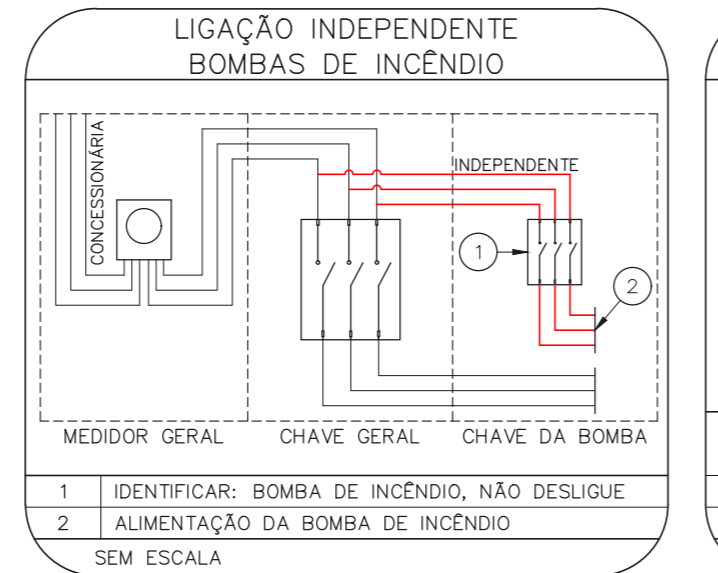 LIGAÇÃO INDEPENDENTE
BOMBAS DE INCÊNDIO
CONCESSIONÁRIA
INDEPENDENTE
1
2
MEDIDOR GERAL
CHAVE GERAL
CHAVE DA BOMBA
1 IDENTIFICAR: BOMBA DE INCÊNDIO, NÃO DESLIGUE
2 ALIMENTAÇÃO DA BOMBA DE INCÊNDIO
SEM ESCALA